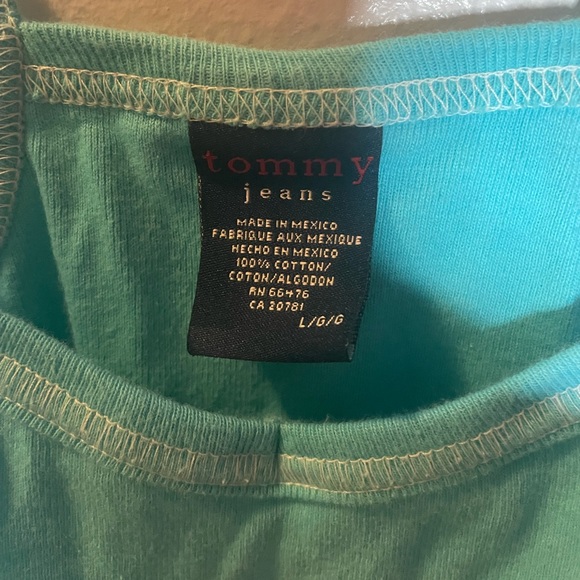 tommy
jeans
MADE IN MEXICO
FABRIQUE AUX MEXIQUE
HECHO EN MEXICO
100% COTTON/
COTON/ALGODON
RN 66476
CA 20781
L/G/G